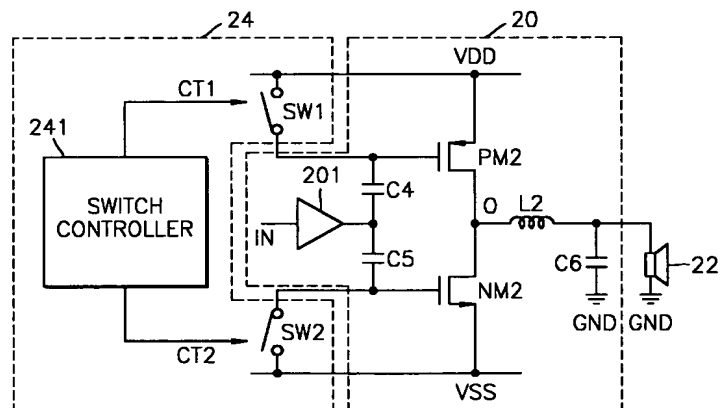 24
20
VDD
CT1
SW1
241
PM2
201
C4
SWITCH
CONTROLLER
O
L2
IN
C5
C6
22
NM2
GND
GND
SW2
CT2
VSS